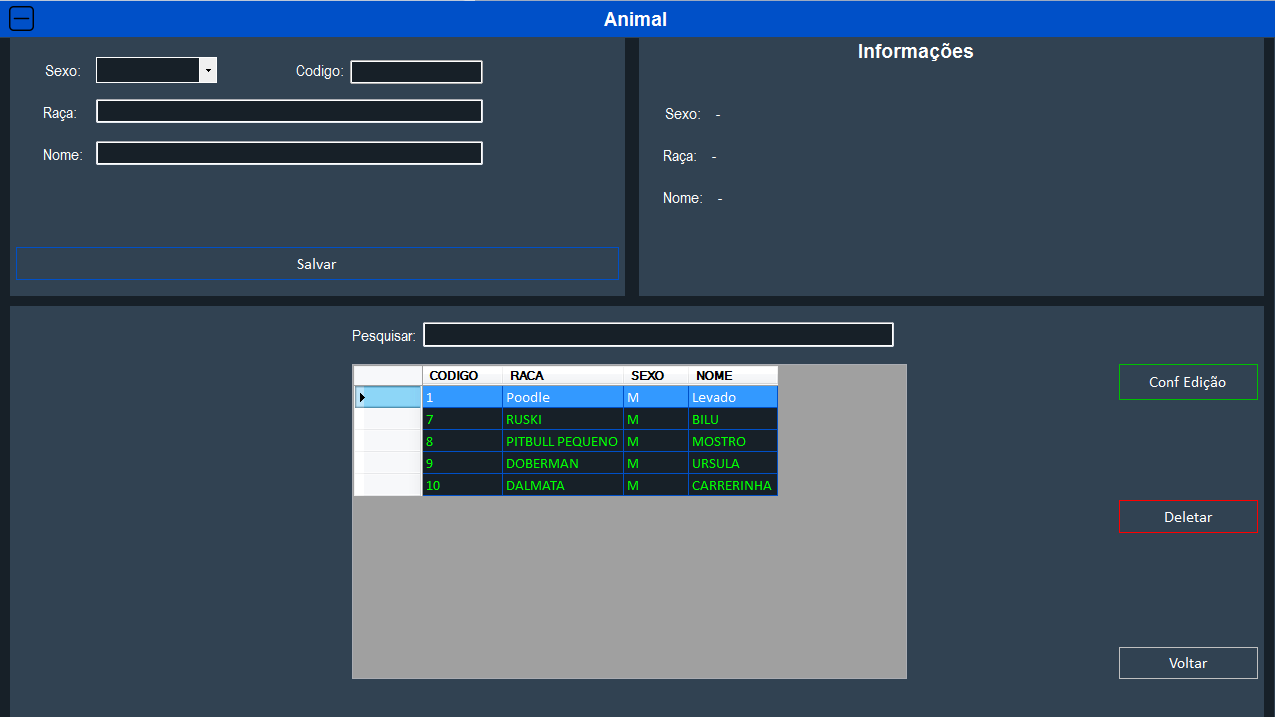 Animal
Sexo:
Codigo:
Raça:
Nome:
Salvar
Informações
Sexo: -
Raça: -
Nome: -
Pesquisar:
CODIGO RACA SEXO NOME
1 Poodle M Levado
7 RUSKI M BILU
8 PITBULL PEQUENO M MOSTRO
9 DOBERMAN M URSULA
10 DALMATA M CARRERINHA
Conf Edição
Deletar
Voltar